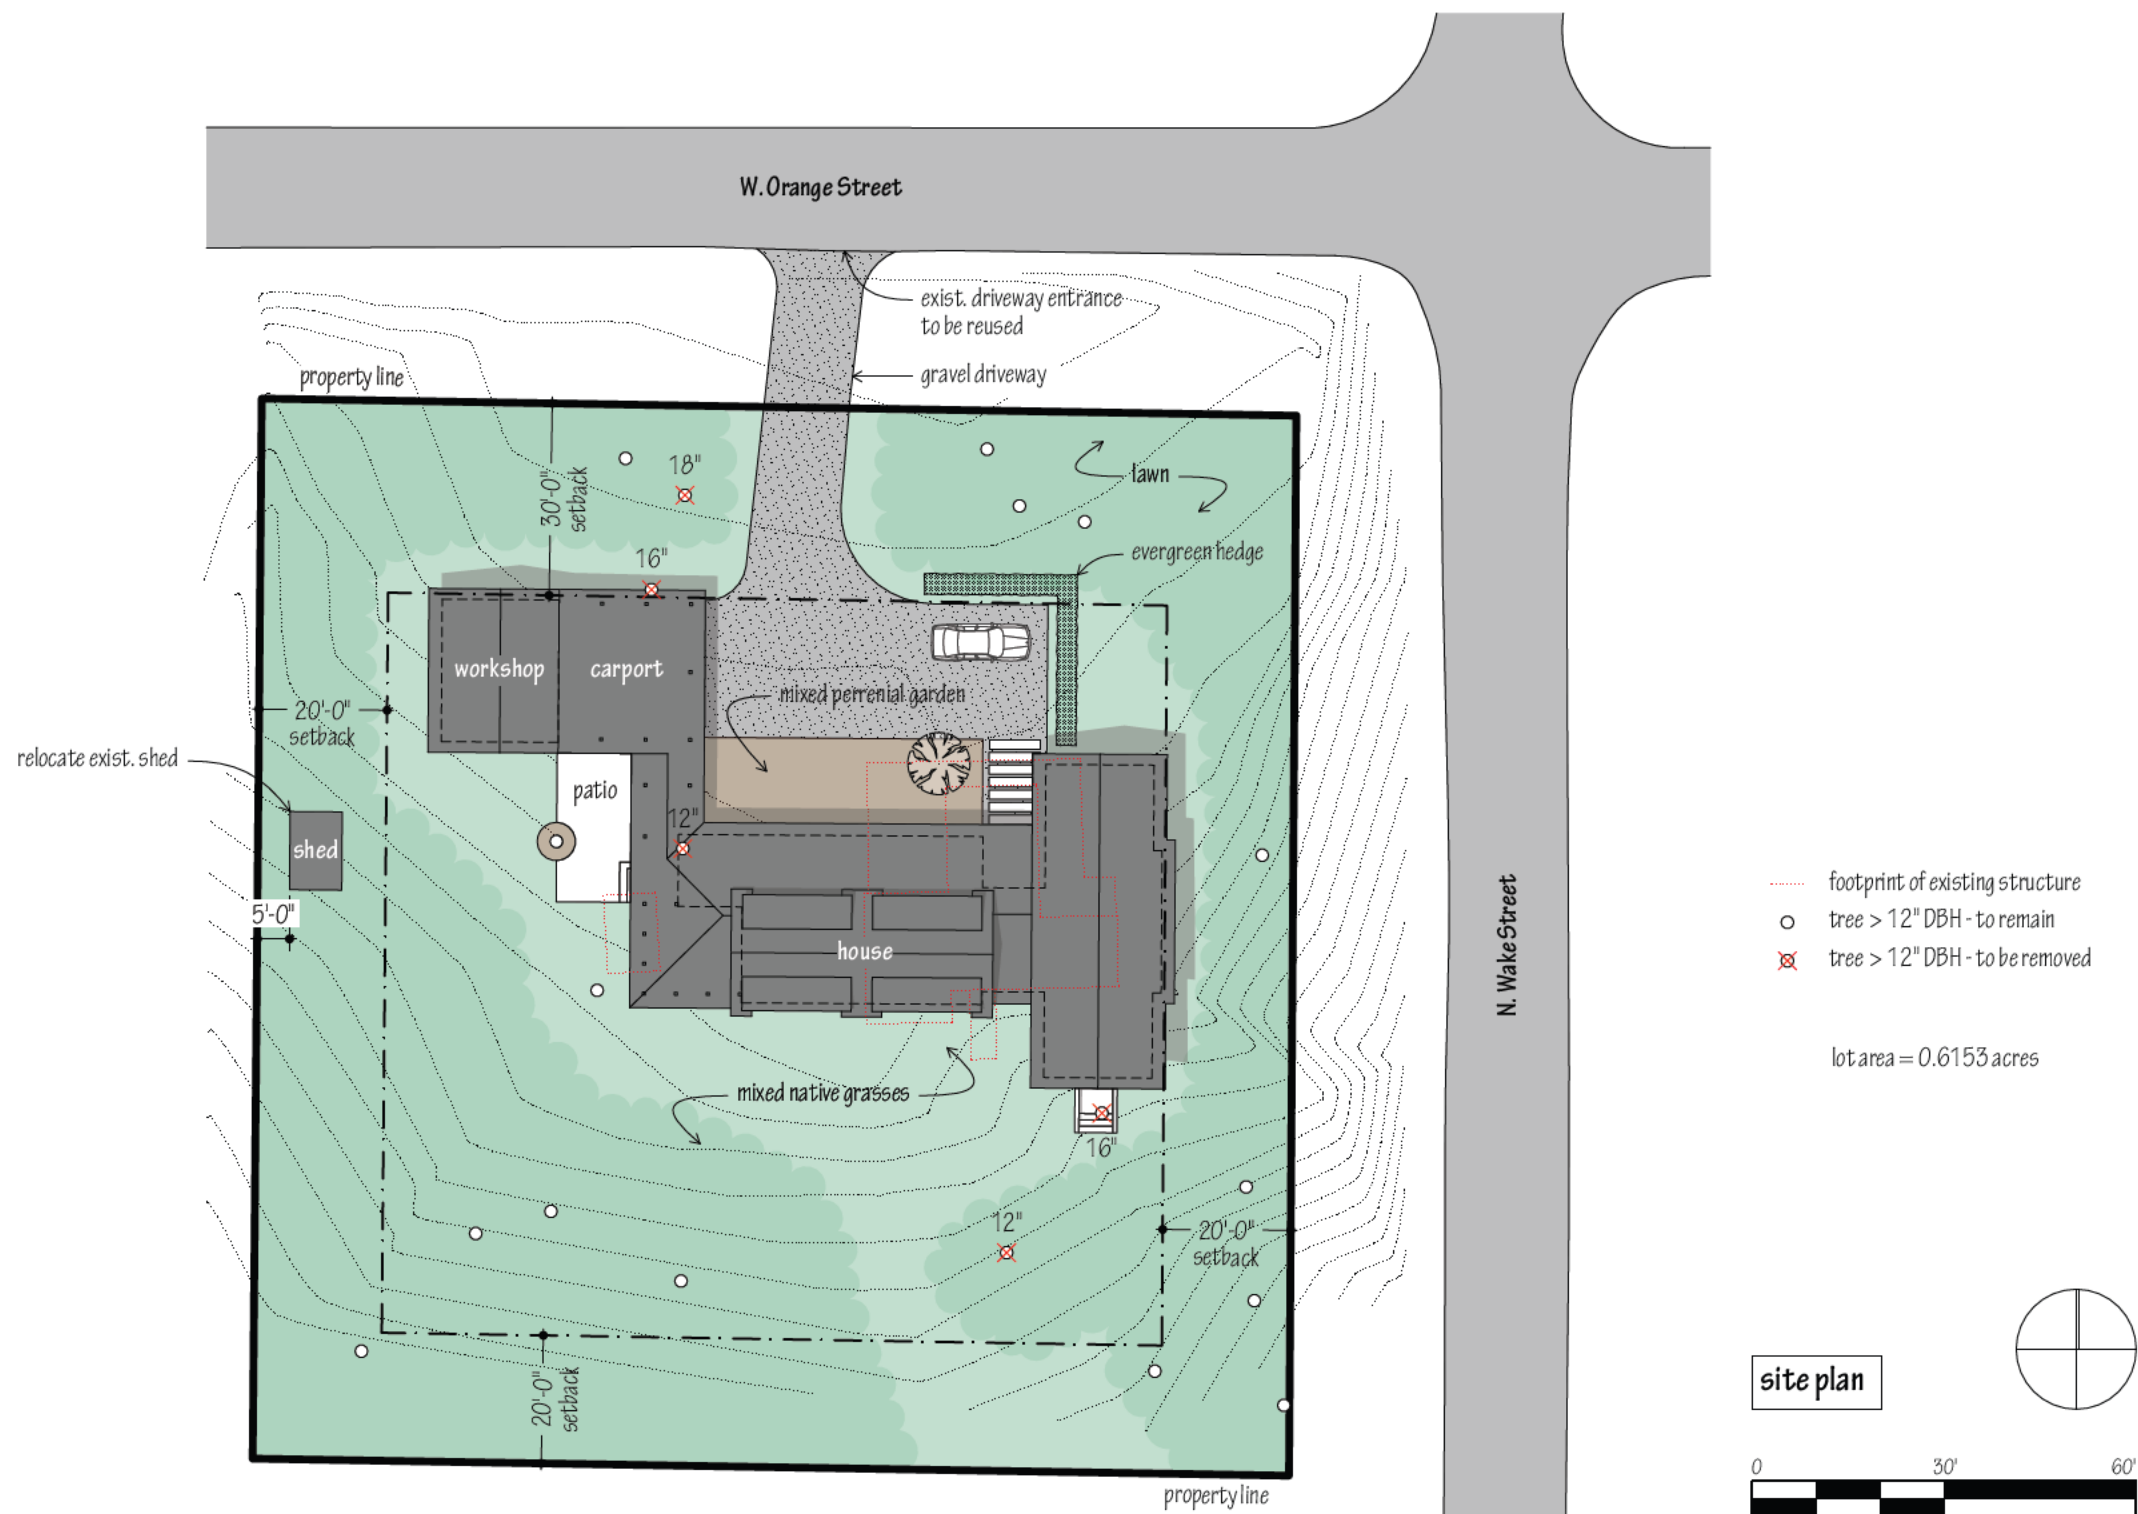 W. Orange Street
exist. driveway entrance
to be reused
gravel driveway
property line
18"
30'-0"
setback
lawn
16"
evergreen hedge
workshop
carport
mixed perrenial garden
20'-0"
setback
relocate exist. shed
patio
12"
shed
5'-0"
house
footprint of existing structure
tree > 12" DBH - to remain
tree > 12" DBH - to be removed
N. Wake Street
lot area = 0.6153 acres
mixed native grasses
16"
12"
20'-0"
setback
20'-0"
setback
site plan
property line
0 30' 60'